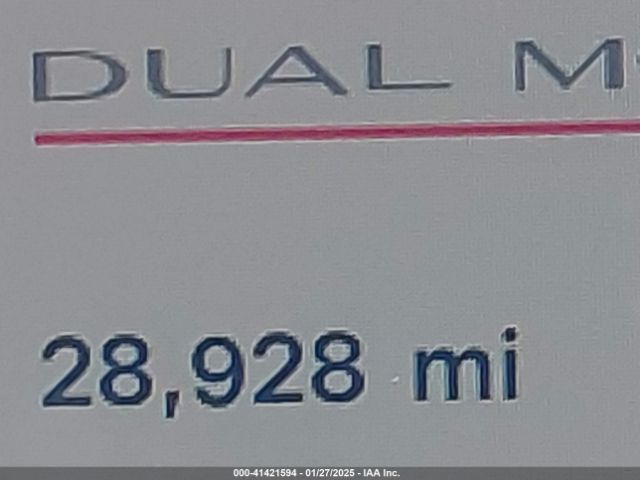 DUAL M
28,928 mi
000-41421594 - 01/27/2025 - IAA Inc.